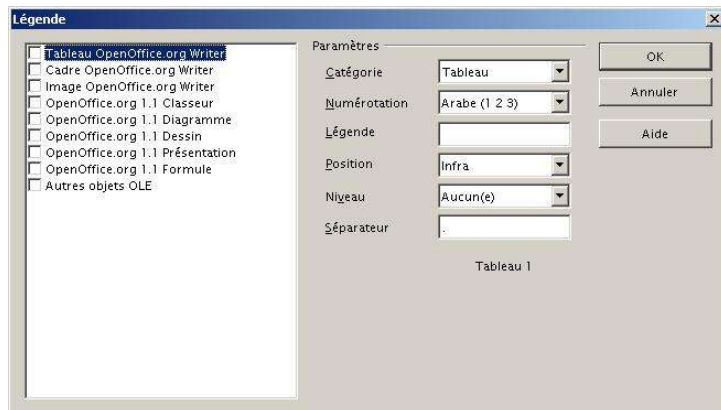 Légende
Tableau OpenOffice.org Writer
Cadre OpenOffice.org Writer
Image OpenOffice.org Writer
OpenOffice.org 1.1 Classeur
OpenOffice.org 1.1 Diagramme
OpenOffice.org 1.1 Dessin
OpenOffice.org 1.1 Présentation
OpenOffice.org 1.1 Formule
Autres objets OLE
Paramètres
Catégorie Tableau
Numérotation Arabe (1 2 3)
Légende
Position Infra
Niveau Aucun(e)
Séparateur .
Tableau 1
OK
Annuler
Aide